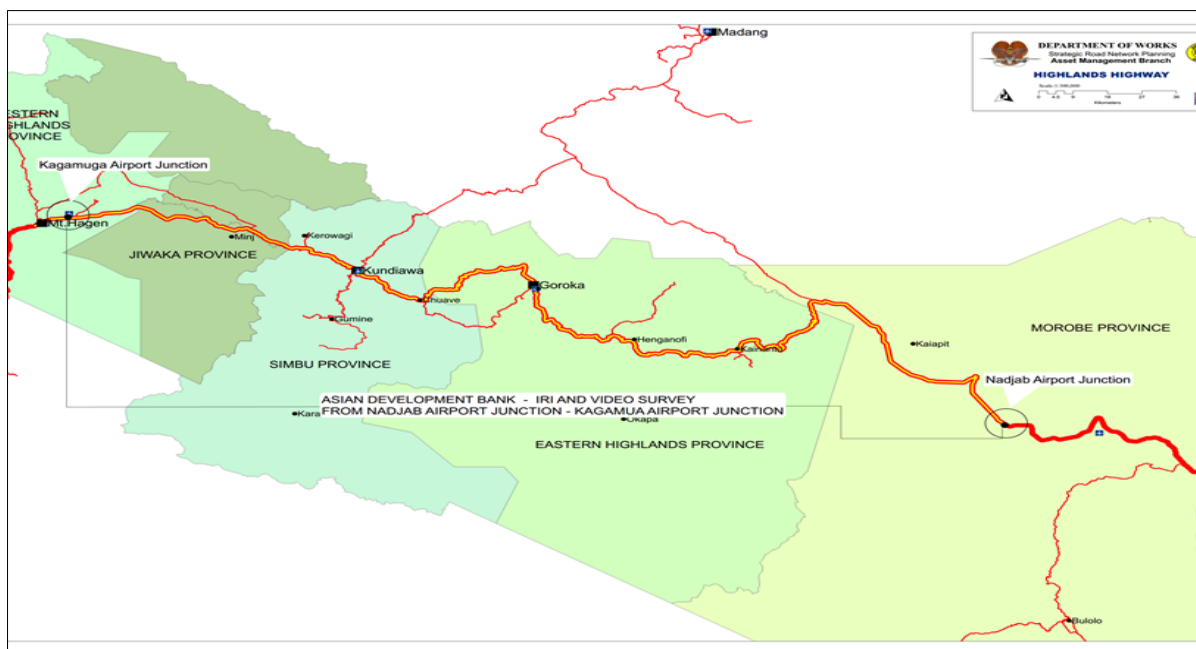 Madang
DEPARTMENT OF WORKS
Strategic Road Network Planning
Asset Management Branch
HIGHLANDS HIGHWAY
Kilometers
ESTERN
GHLANDS
OVINCE
Kagamuga Airport Junction
Mt.Hagen
Minj
Kerowagi
JIWAKA PROVINCE
Kundiawa
Goroka
Gumine
Henganofi
Kaiapit
MOROBE PROVINCE
SIMBU PROVINCE
Nadjab Airport Junction
ASIAN DEVELOPMENT BANK - IRI AND VIDEO SURVEY
FROM NADJAB AIRPORT JUNCTION - KAGAMUA AIRPORT JUNCTION
Kara
EASTERN HIGHLANDS PROVINCE
Bulolo